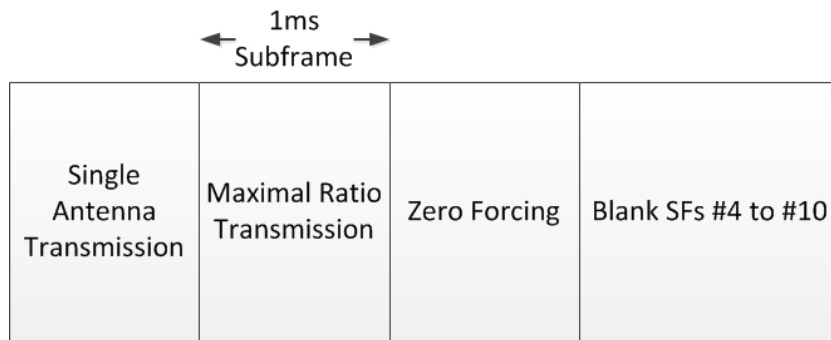 1ms
Subframe
Single
Antenna
Transmission
Maximal Ratio
Transmission
Zero Forcing
Blank SFs #4 to #10